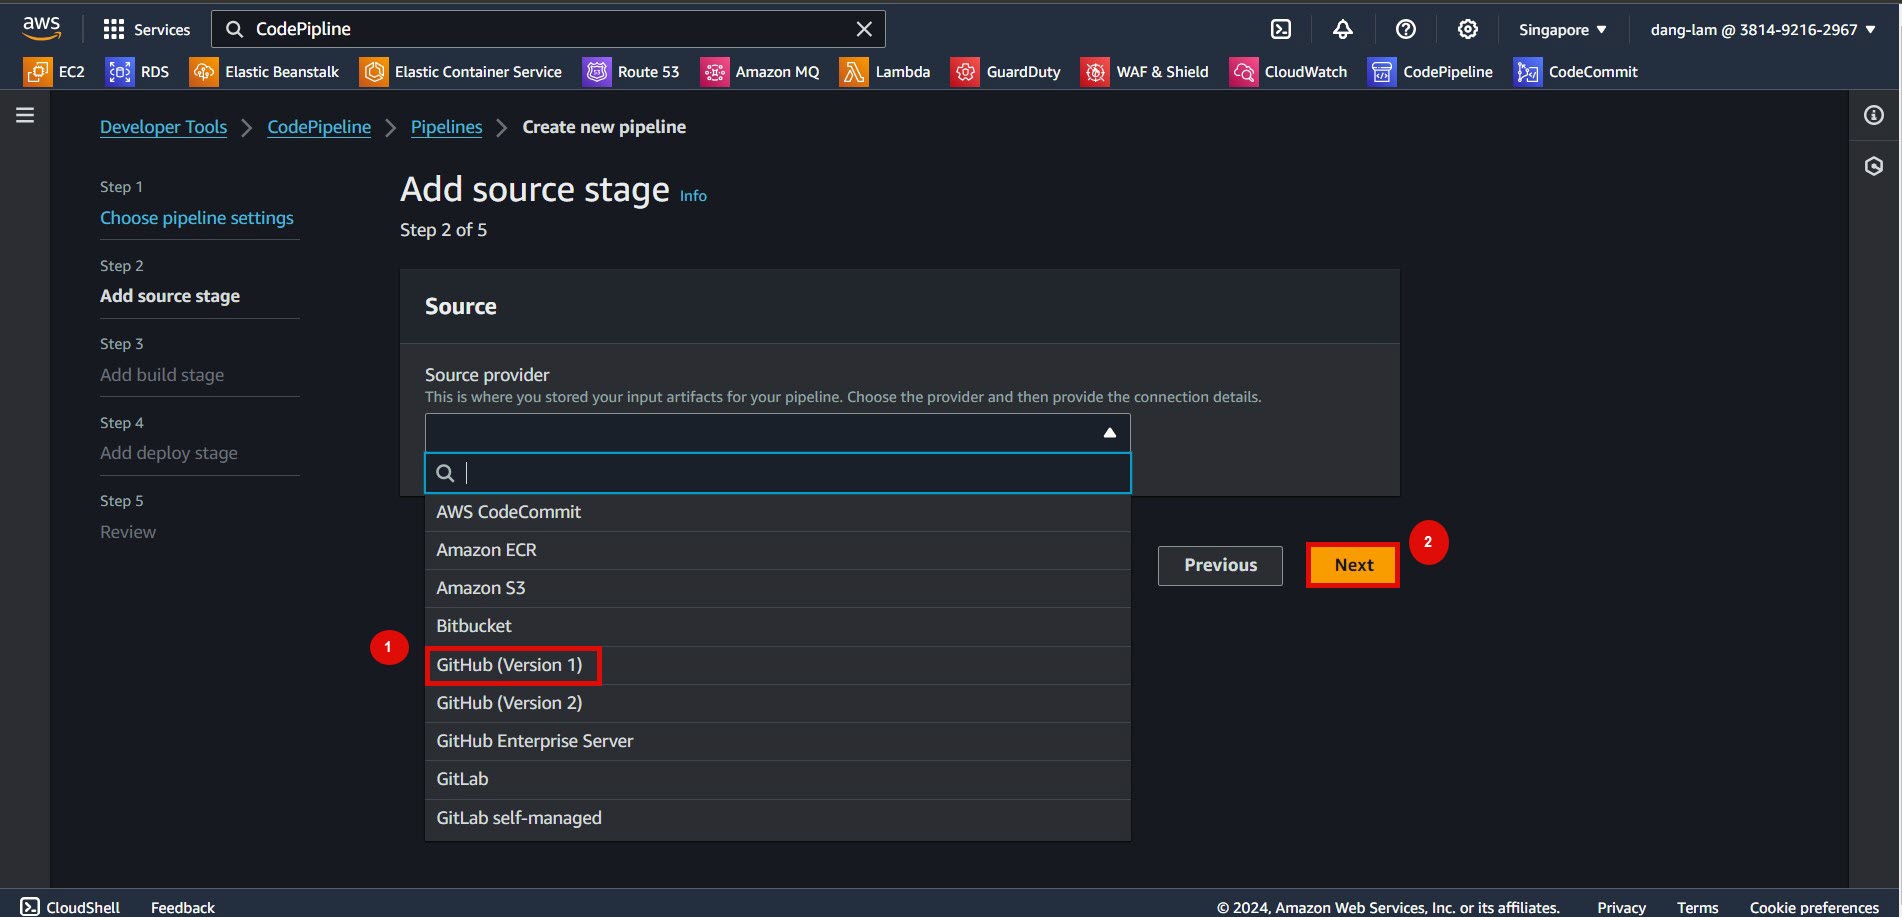 aws
Services
CodePipline
Singapore
dang-lam @ 3814-9216-2967
EC2
RDS
Elastic Beanstalk
Elastic Container Service
Route 53
Amazon MQ
Lambda
GuardDuty
WAF & Shield
CloudWatch
CodePipeline
CodeCommit
Developer Tools
CodePipeline
Pipelines
Create new pipeline
Step 1
Choose pipeline settings
Step 2
Add source stage
Step 3
Add build stage
Step 4
Add deploy stage
Step 5
Review
Add source stage Info
Step 2 of 5
Source
Source provider
This is where you stored your input artifacts for your pipeline. Choose the provider and then provide the connection details.
AWS CodeCommit
Amazon ECR
Amazon S3
Bitbucket
1
GitHub (Version 1)
GitHub (Version 2)
GitHub Enterprise Server
GitLab
GitLab self-managed
Previous
Next
2
CloudShell
Feedback
© 2024, Amazon Web Services, Inc. or its affiliates.
Privacy
Terms
Cookie preferences